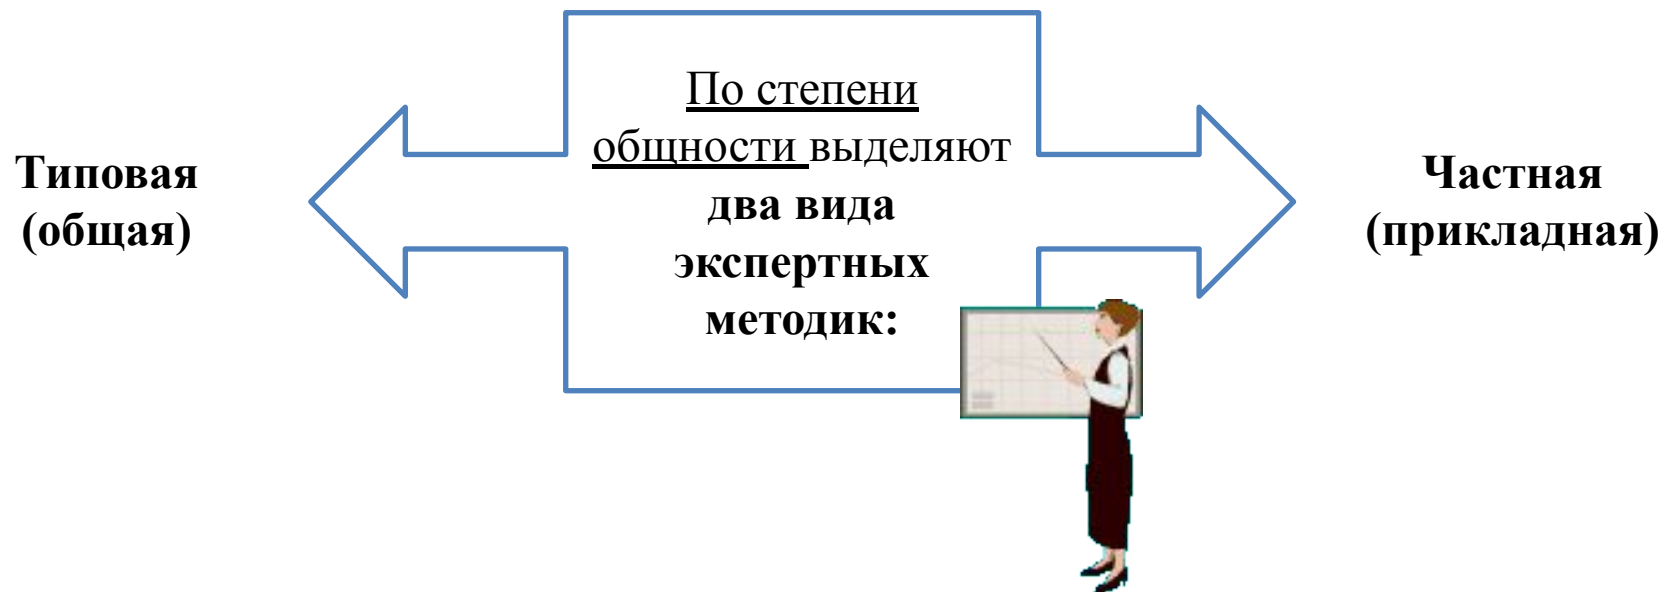 Типовая
(общая)
По степени
общности выделяют
два вида
экспертных
методик:
Частная
(прикладная)